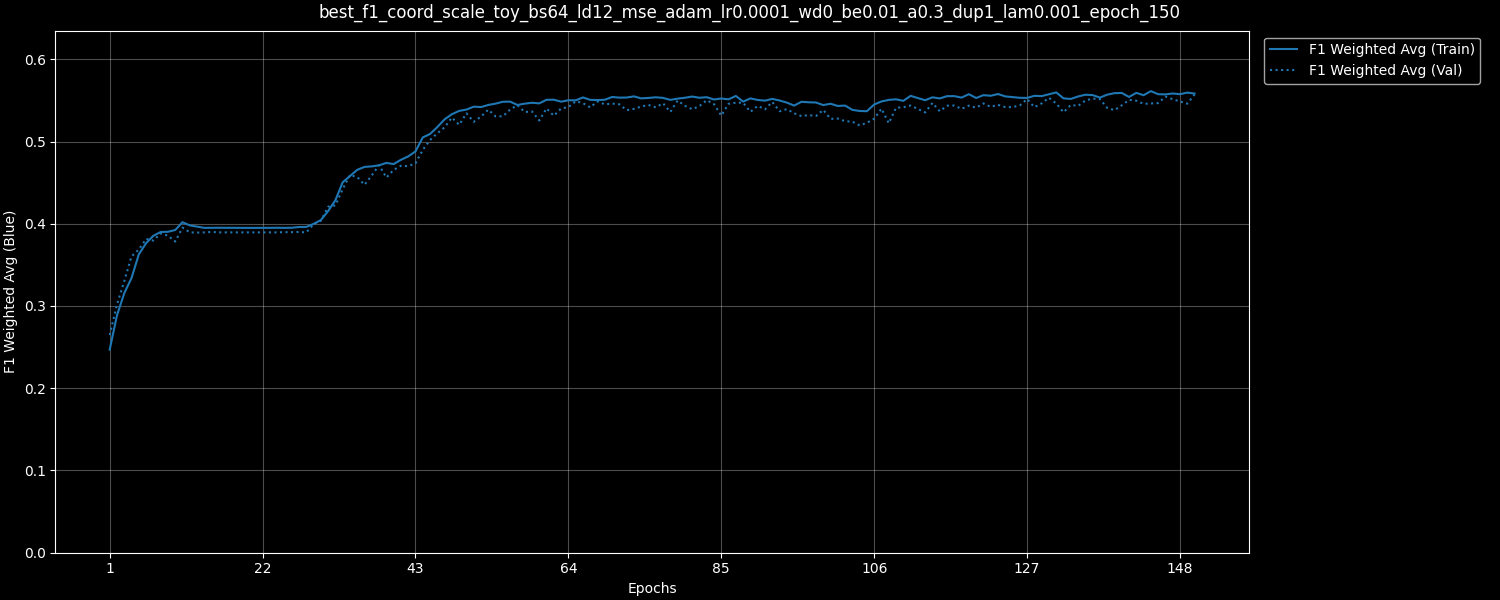 best_f1_coord_scale_toy_bs64_ld12_mse_adam_lr0.0001_wd0_be0.01_a0.3_dup1_lam0.001_epoch_150
F1 Weighted Avg (Train)
F1 Weighted Avg (Val)
F1 Weighted Avg (Blue)
0.6
0.5
0.4
0.3
0.2
0.1
0.0
1 22 43 64 85 106 127 148
Epochs